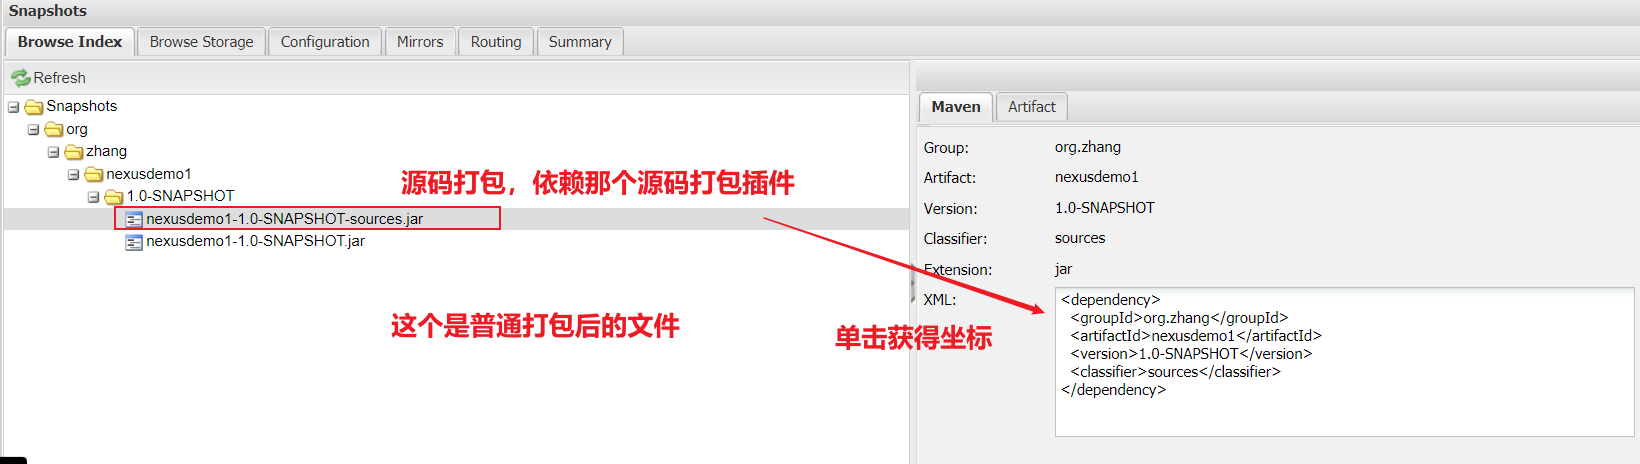 Snapshots
Browse Index
Browse Storage
Configuration
Mirrors
Routing
Summary
Refresh
Snapshots
org
zhang
nexusdemo1
1.0-SNAPSHOT
nexusdemo1-1.0-SNAPSHOT-sources.jar
nexusdemo1-1.0-SNAPSHOT.jar
源码打包，依赖那个源码打包插件
这个是普通打包后的文件
单击获得坐标
Maven
Artifact
Group: org.zhang
Artifact: nexusdemo1
Version: 1.0-SNAPSHOT
Classifier: sources
Extension: jar
XML:
<dependency>
  <groupId>org.zhang</groupId>
  <artifactId>nexusdemo1</artifactId>
  <version>1.0-SNAPSHOT</version>
  <classifier>sources</classifier>
</dependency>